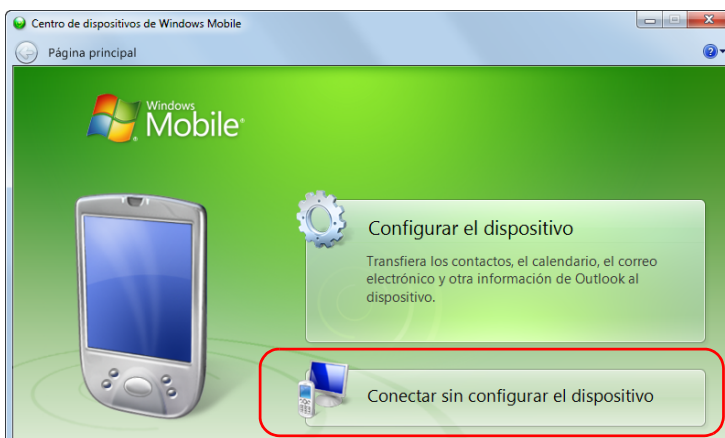 Centro de dispositivos de Windows Mobile
Página principal
Windows
Mobile
Configurar el dispositivo
Transfiera los contactos, el calendario, el correo
electrónico y otra información de Outlook al
dispositivo.
Conectar sin configurar el dispositivo